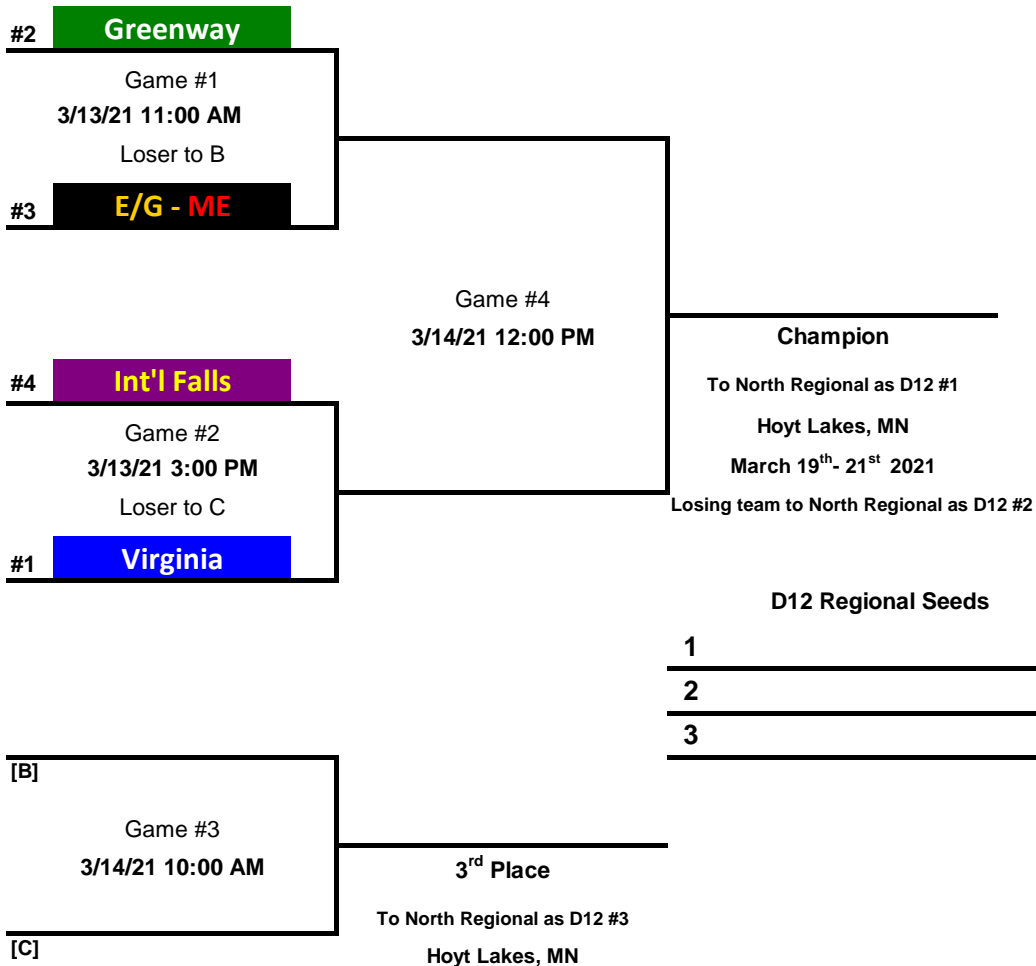 #2 Greenway
Game #1
3/13/21 11:00 AM
Loser to B
#3 E/G - ME
Game #4
3/14/21 12:00 PM
Champion
To North Regional as D12 #1
Hoyt Lakes, MN
March 19th- 21st 2021
Losing team to North Regional as D12 #2
#4 Int'l Falls
Game #2
3/13/21 3:00 PM
Loser to C
#1 Virginia
D12 Regional Seeds
1
2
3
[B]
Game #3
3/14/21 10:00 AM
[C]
3rd Place
To North Regional as D12 #3
Hoyt Lakes, MN